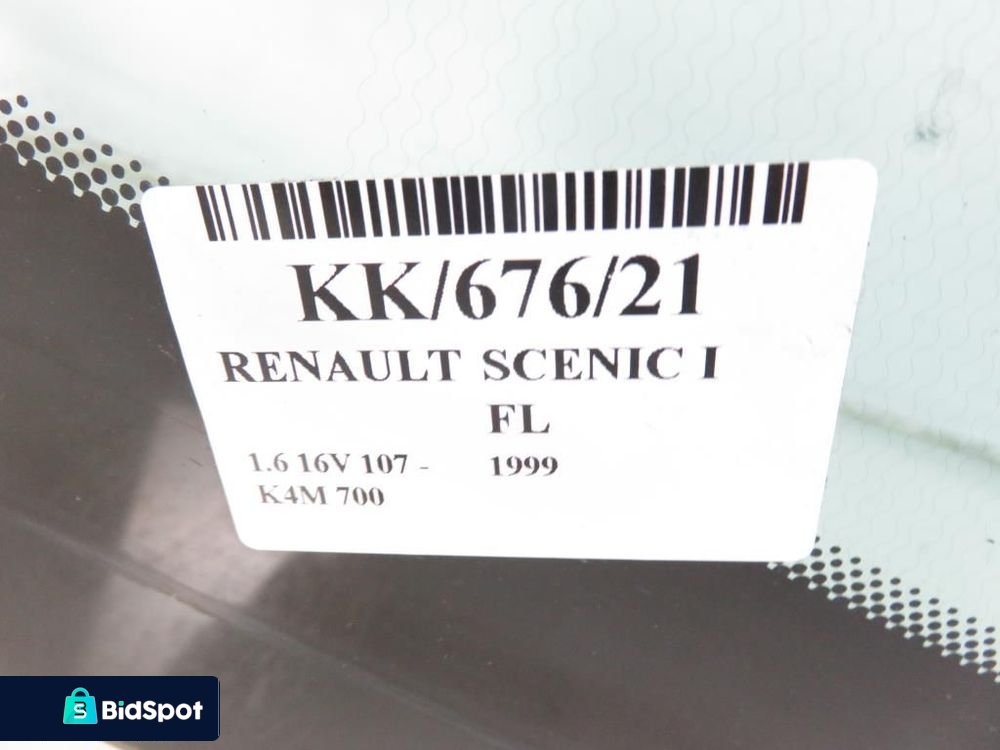 KK/676/21
RENAULT SCENIC I
FL
1.6 16V 107 - 1999
K4M 700
BidSpot